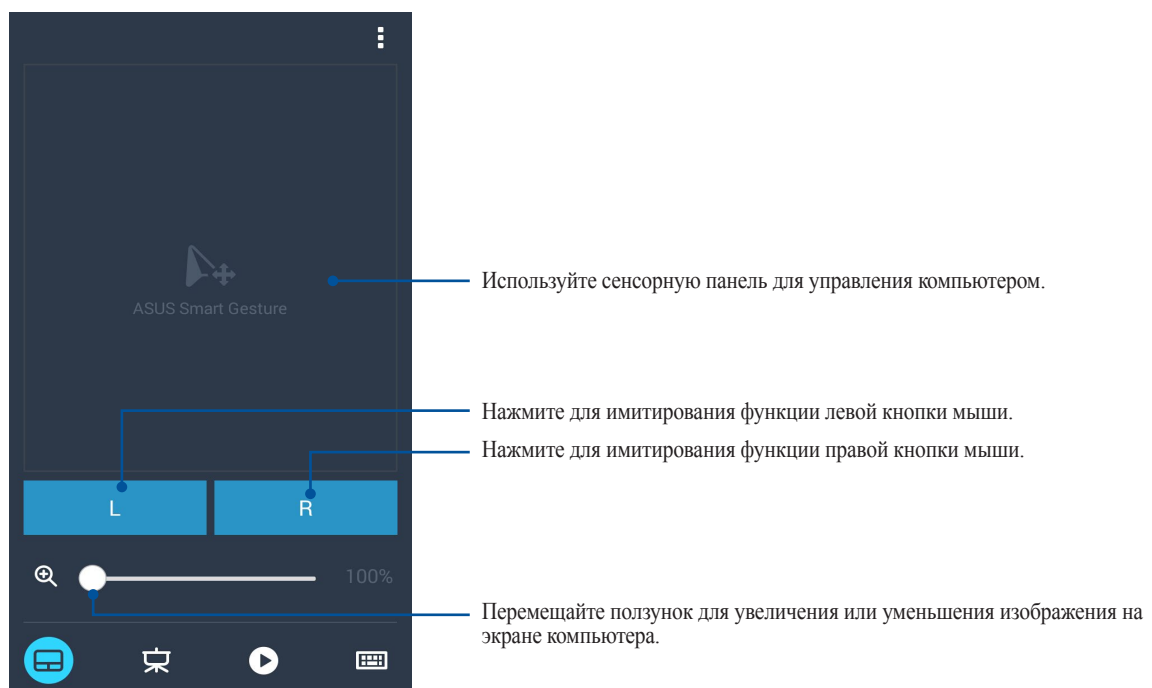 ASUS Smart Gesture
L
R
100%
Используйте сенсорную панель для управления компьютером.
Нажмите для имитирования функции левой кнопки мыши.
Нажмите для имитирования функции правой кнопки мыши.
Перемещайте ползунок для увеличения или уменьшения изображения на
экране компьютера.